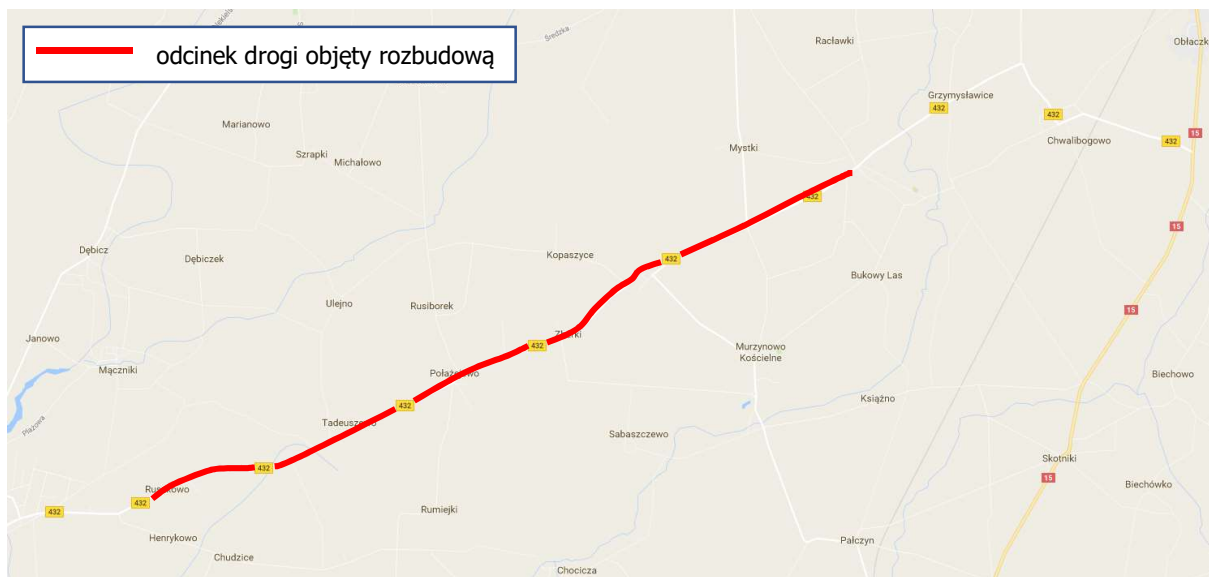 odcinek drogi objęty rozbudową
Średzka
Racławki
Obłaczk
Grzymysławice
432
432
Chwalibogowo
432
15
Marianowo
Szrapki
Michałowo
Mystki
432
15
Dębicz
Dębiczek
Kopaszyce
432
Bukowy Las
Ulejno
Rusiborek
15
Janowo
432
Murzynowo
Kościelne
Mączniki
Biechowo
Książno
432
Plażowa
Sabaszczewo
432
Skotniki
15
Biechówko
432
432
Rumiejki
Henrykowo
Pałczyn
Chudzice
Chocicza